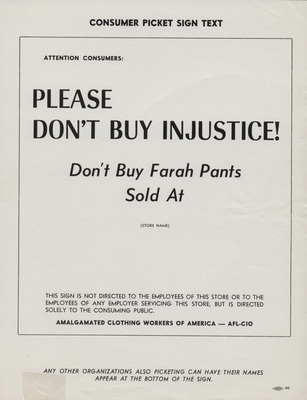 CONSUMER PICKET SIGN TEXT
ATTENTION CONSUMERS:
PLEASE
DON'T BUY INJUSTICE!
Don't Buy Farah Pants
Sold At
(STORE NAME)
THIS SIGN IS NOT DIRECTED TO THE EMPLOYEES OF THIS STORE OR TO THE
EMPLOYEES OF ANY EMPLOYER SERVICING THIS STORE, BUT IS DIRECTED
SOLELY TO THE CONSUMING PUBLIC.
AMALGAMATED CLOTHING WORKERS OF AMERICA — AFL-CIO
ANY OTHER ORGANIZATIONS ALSO PICKETING CAN HAVE THEIR NAMES
APPEAR AT THE BOTTOM OF THE SIGN.